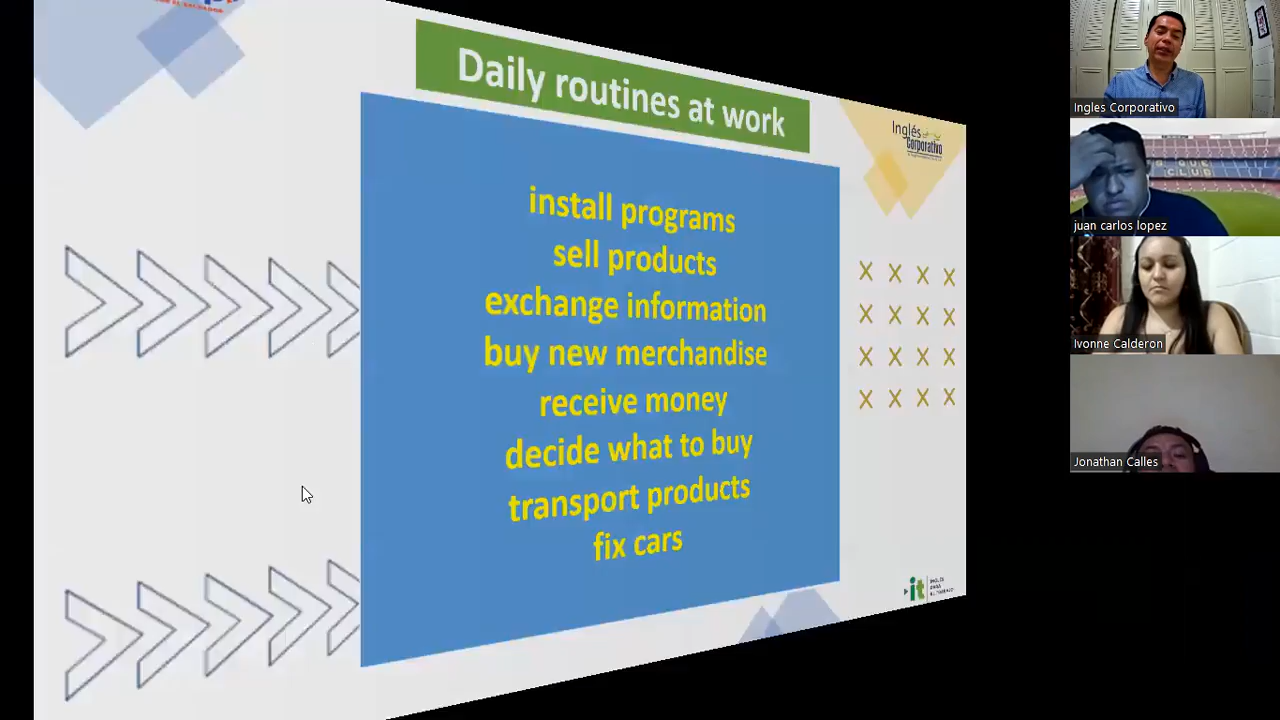 Daily routines at work
Inglés
Corporativo
install programs
sell products
exchange information
buy new merchandise
receive money
decide what to buy
transport products
fix cars
it
Ingles Corporativo
juan carlos lopez
Ivonne Calderon
Jonathan Calles